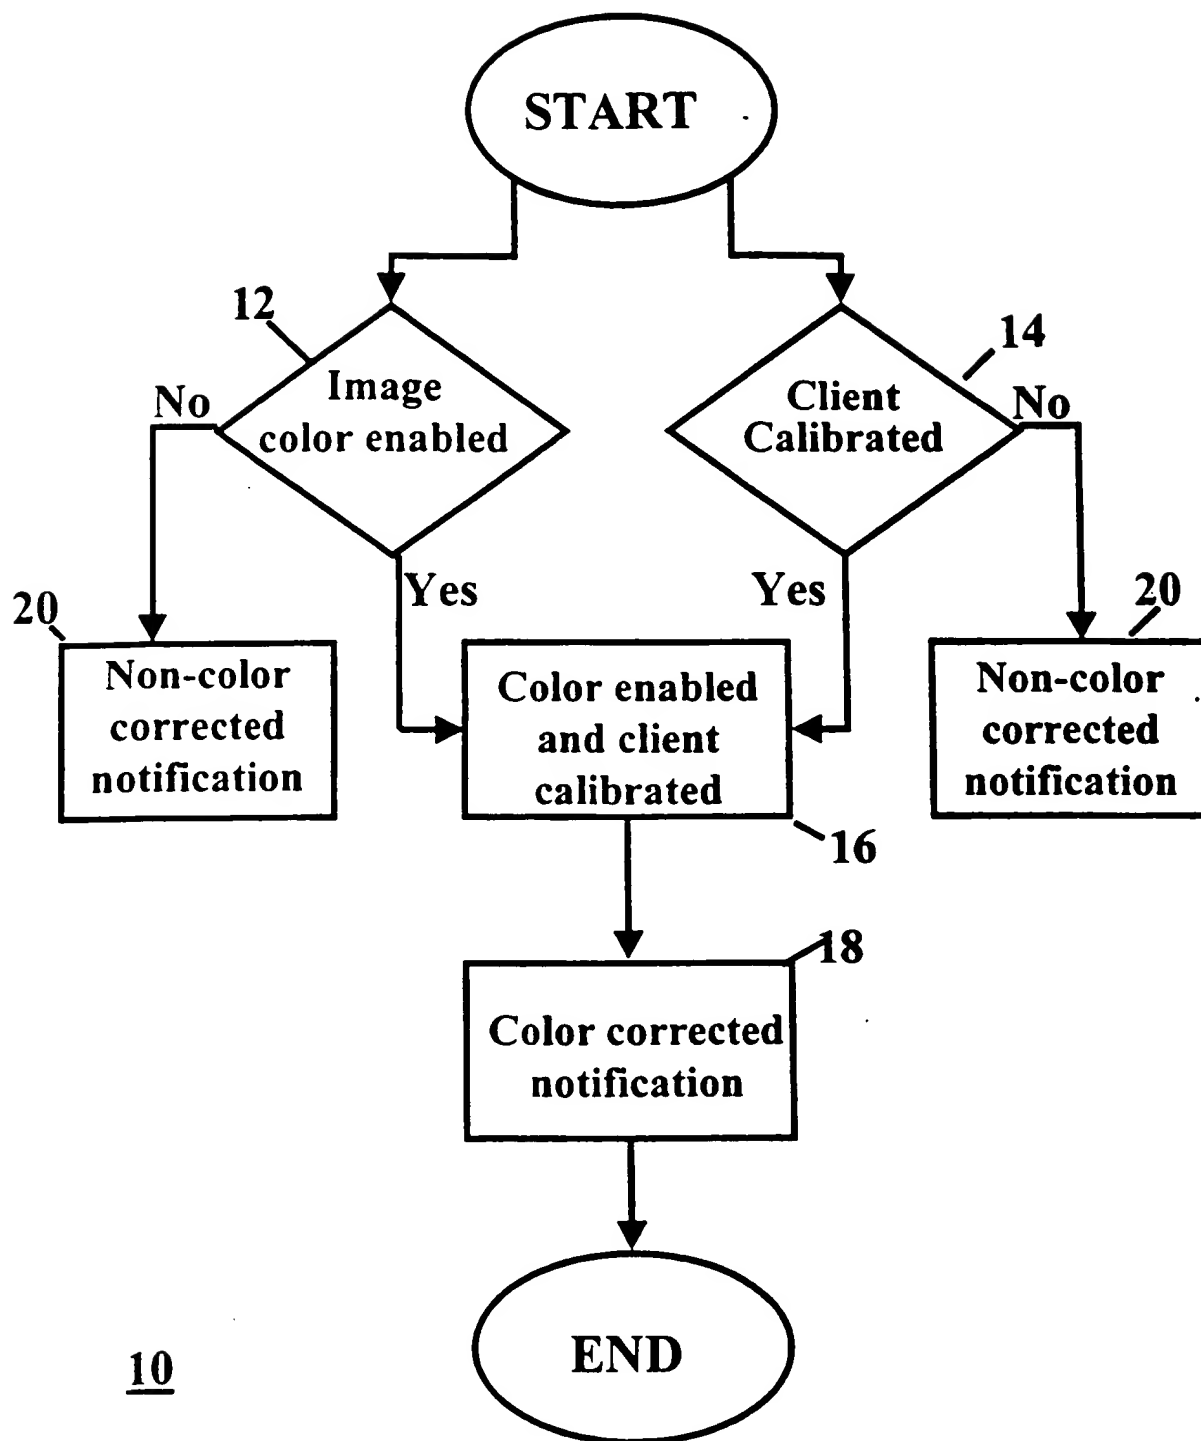 START
12
14
Image
color enabled
Client
Calibrated
No
No
Yes
Yes
20
20
Non-color
corrected
notification
Color enabled
and client
calibrated
Non-color
corrected
notification
16
18
Color corrected
notification
END
10